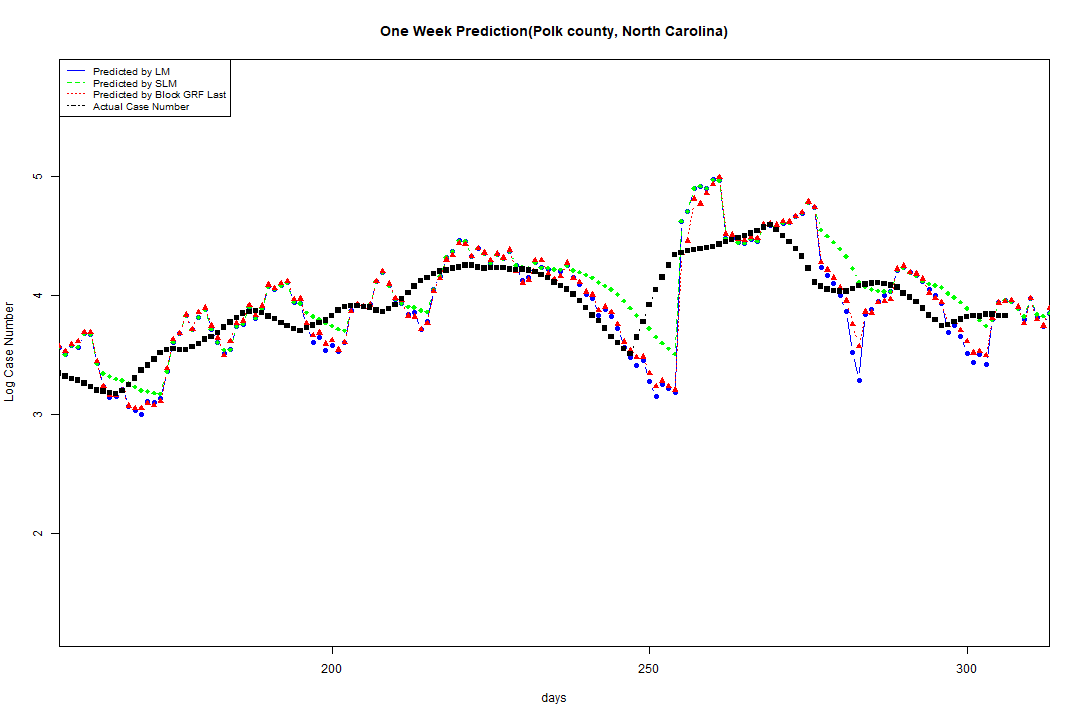 One Week Prediction(Polk county, North Carolina)
Predicted by LM
Predicted by SLM
Predicted by Block GRF Last
Actual Case Number
5
4
3
2
Log Case Number
200 250 300
days